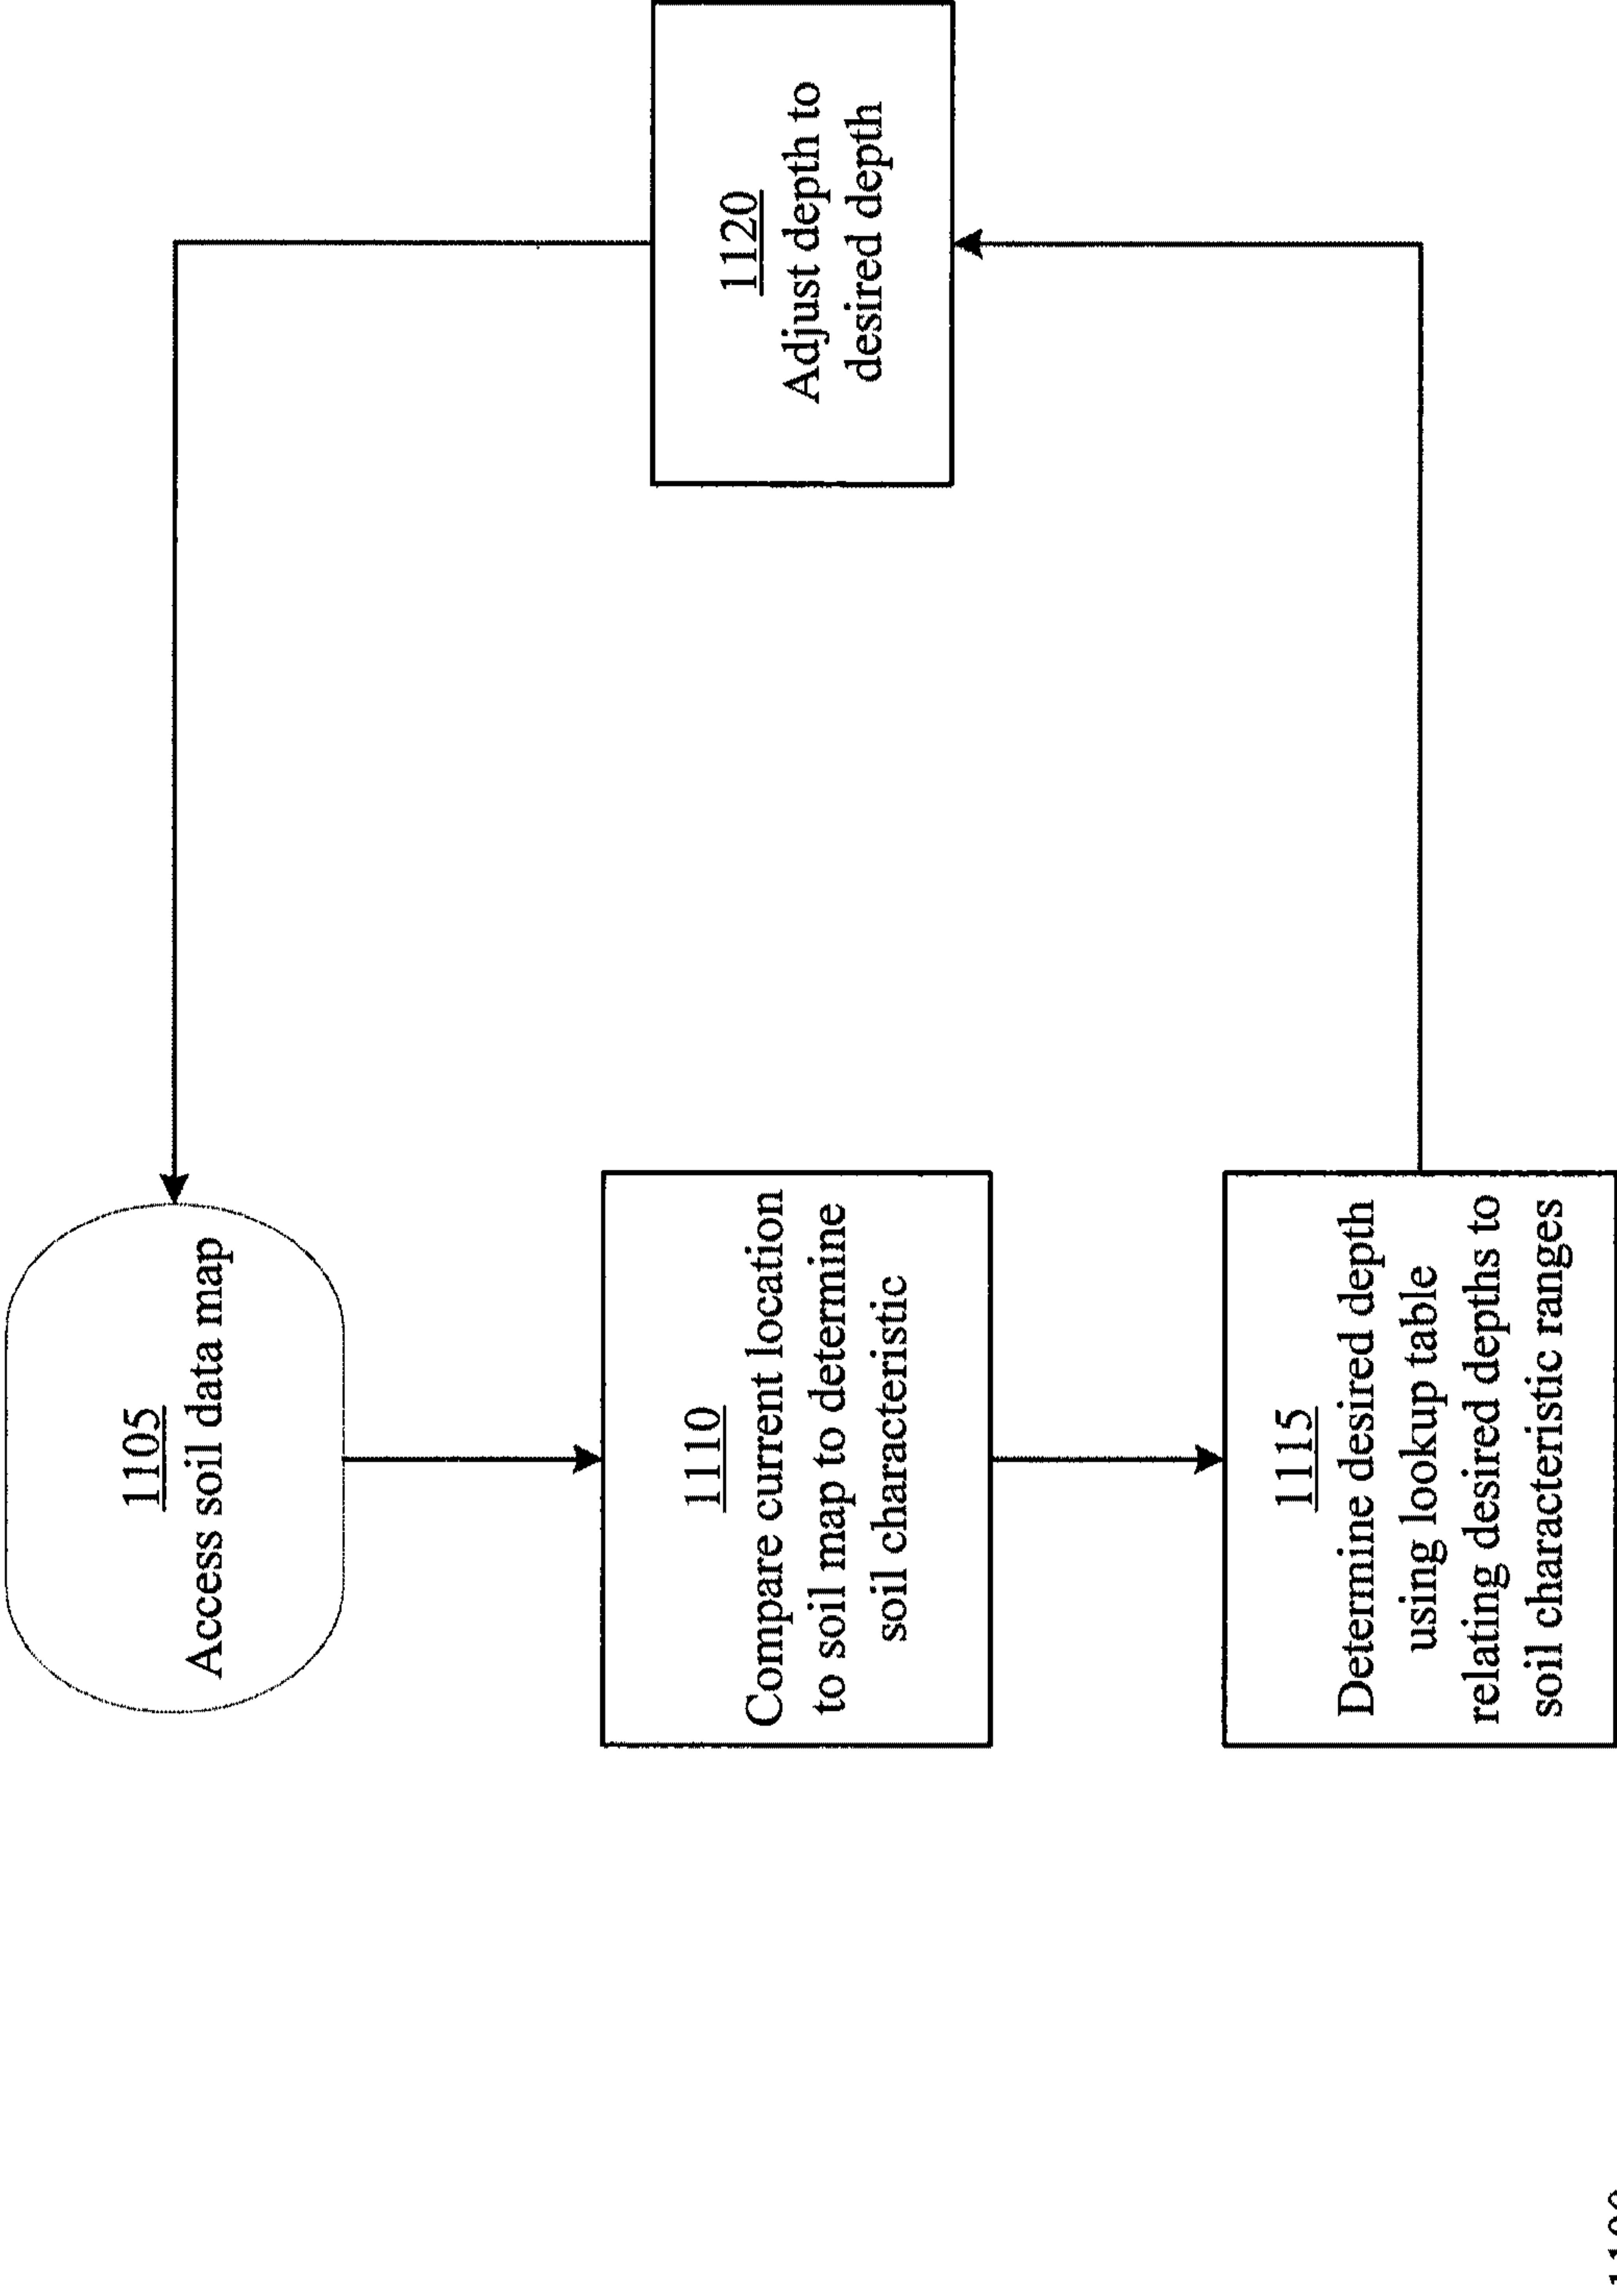 1105
Access soil data map
1110
Compare current location
to soil map to determine
soil characteristic
1115
Determine desired depth
using lookup table
relating desired depths to
soil characteristic ranges
1120
Adjust depth to
desired depth